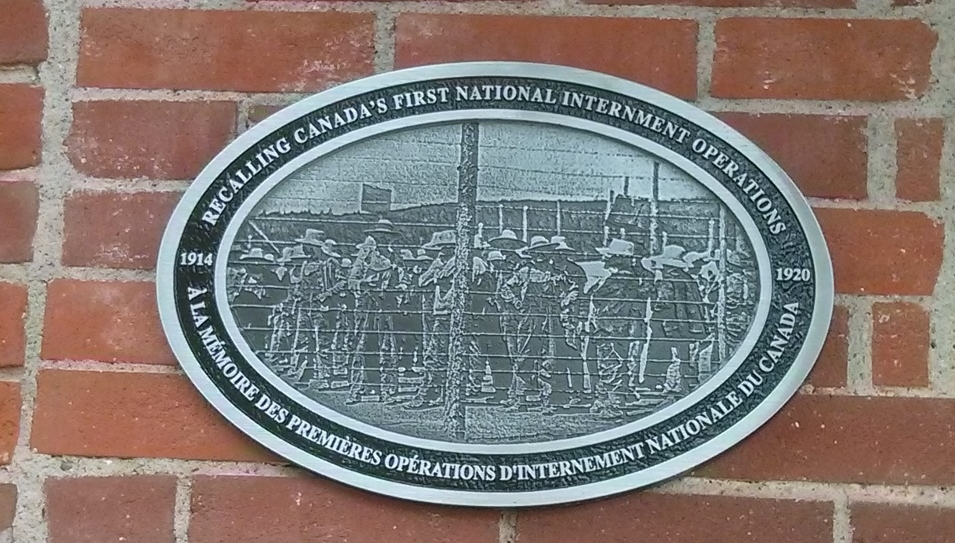 RECALLING CANADA'S FIRST NATIONAL INTERNMENT OPERATIONS
1914
1920
À LA MÉMOIRE DES PREMIÈRES OPÉRATIONS D'INTERNEMENT NATIONALE DU CANADA